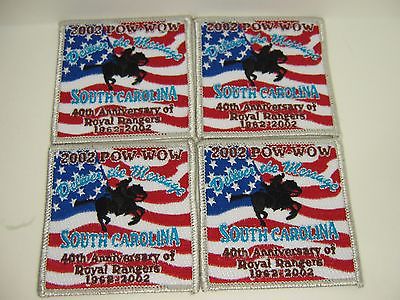 2002 POW-WOW
Deliver the Message
SOUTH CAROLINA
40th Anniversary of
Royal Rangers
1962-2002
2002 POW-WOW
Deliver the Message
SOUTH CAROLINA
40th Anniversary of
Royal Rangers
1962-2002
2002 POW-WOW
Deliver the Message
SOUTH CAROLINA
40th Anniversary of
Royal Rangers
1962-2002
2002 POW-WOW
Deliver the Message
SOUTH CAROLINA
40th Anniversary of
Royal Rangers
1962-2002